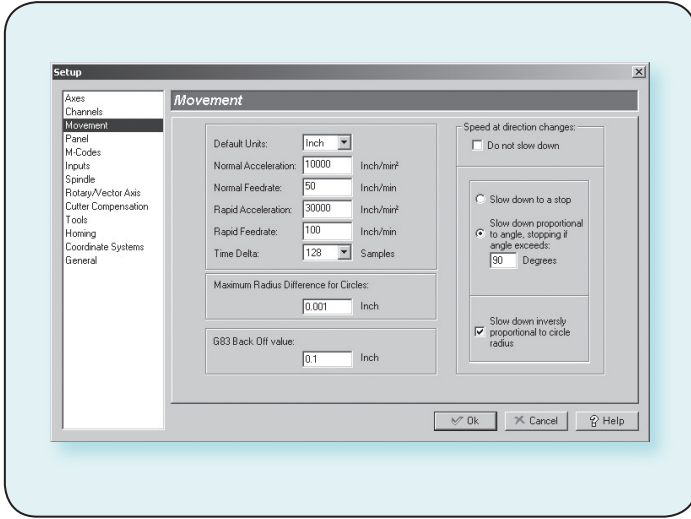 Setup
Axes
Channels
Movement
Panel
M-Codes
Inputs
Spindle
Rotary/Vector Axis
Cutter Compensation
Tools
Homing
Coordinate Systems
General
Movement
Default Units: Inch
Normal Acceleration: 10000 Inch/min²
Normal Feedrate: 50 Inch/min
Rapid Acceleration: 30000 Inch/min²
Rapid Feedrate: 100 Inch/min
Time Delta: 128 Samples
Maximum Radius Difference for Circles:
0.001 Inch
G83 Back Off value:
0.1 Inch
Speed at direction changes:
Do not slow down
Slow down to a stop
Slow down proportional
to angle, stopping if
angle exceeds:
90 Degrees
Slow down inversly
proportional to circle
radius
Ok Cancel Help